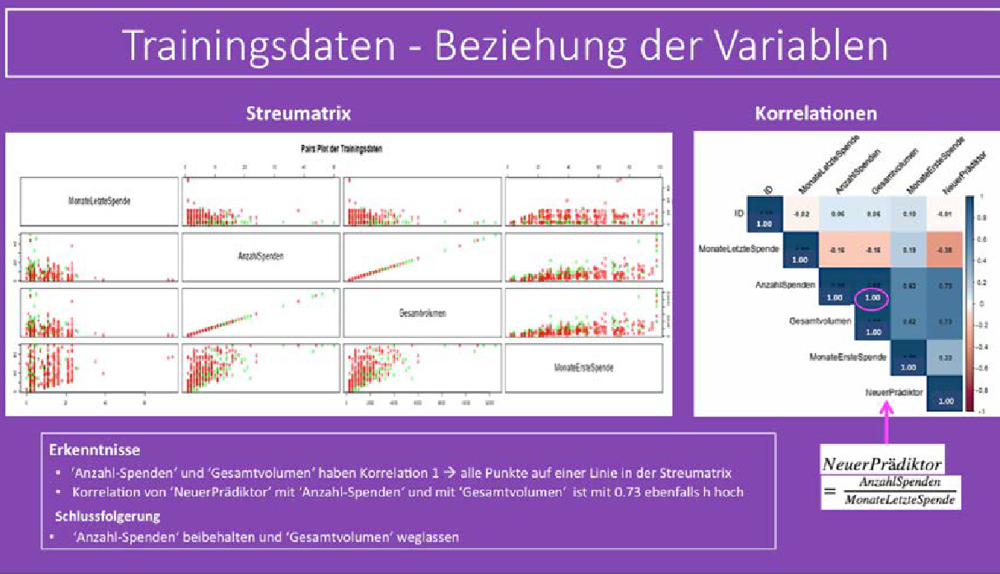 Trainingsdaten - Beziehung der Variablen
Streumatrix
Korrelationen
Pairs Plot der Trainingsdaten
MonateLetzteSpende
AnzahlSpenden
Gesamtvolumen
MonateErsteSpende
ID
MonateLetzteSpende
AnzahlSpenden
Gesamtvolumen
MonateErsteSpende
NeuerPrädiktor
ID 1.00 -0.02 0.06 0.06 0.10 -0.01
MonateLetzteSpende 1.00 -0.16 -0.16 0.19 -0.38
AnzahlSpenden 1.00 1.00 0.62 0.73
Gesamtvolumen 1.00 0.62 0.73
MonateErsteSpende 1.00 0.33
NeuerPrädiktor 1.00
1
0.8
0.6
0.4
0.2
0
-0.2
-0.4
-0.6
-0.8
-1
Erkenntnisse
• 'Anzahl-Spenden' und 'Gesamtvolumen' haben Korrelation 1 → alle Punkte auf einer Linie in der Streumatrix
• Korrelation von 'NeuerPrädiktor' mit 'Anzahl-Spenden' und mit 'Gesamtvolumen' ist mit 0.73 ebenfalls h hoch
Schlussfolgerung
• 'Anzahl-Spenden' beibehalten und 'Gesamtvolumen' weglassen
NeuerPrädiktor
= AnzahlSpenden
MonateLetzteSpende